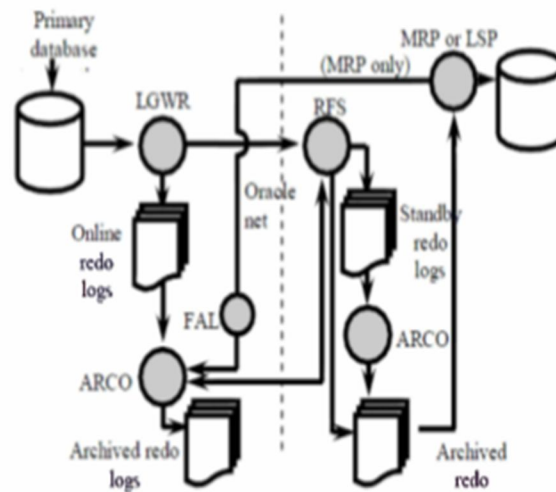 Primary
database
MRP or LSP
(MRP only)
LGWR
RFS
Oracle
net
Online
redo
logs
Standby
redo
logs
FAL
ARCO
ARCO
Archived redo
logs
Archived
redo